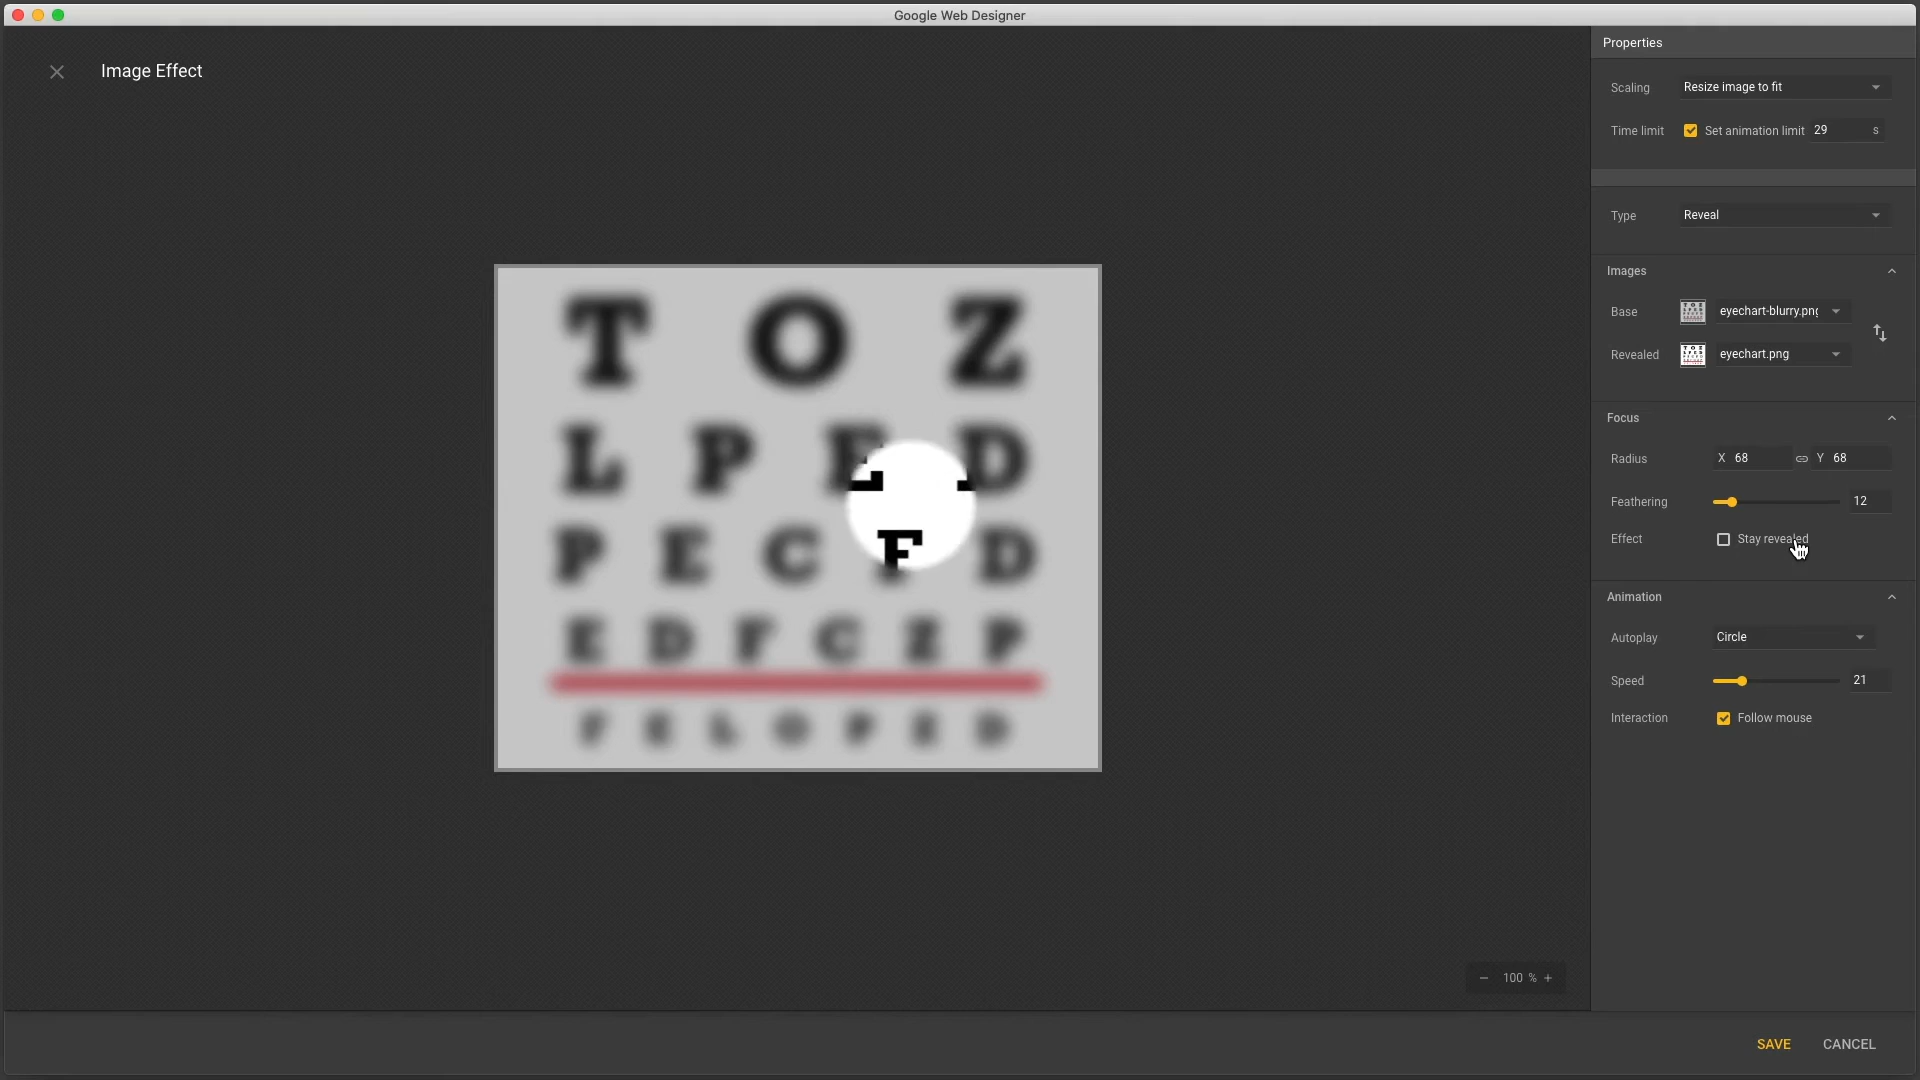 Google Web Designer
Image Effect
T O Z
L P E D
P E C F D
E D F C Z P
F E L O P Z D
Properties
Scaling Resize image to fit
Time limit Set animation limit 29 s
Type Reveal
Images
Base eyechart-blurry.png
Revealed eyechart.png
Focus
Radius X 68 Y 68
Feathering 12
Effect Stay revealed
Animation
Autoplay Circle
Speed 21
Interaction Follow mouse
100 %
SAVE CANCEL